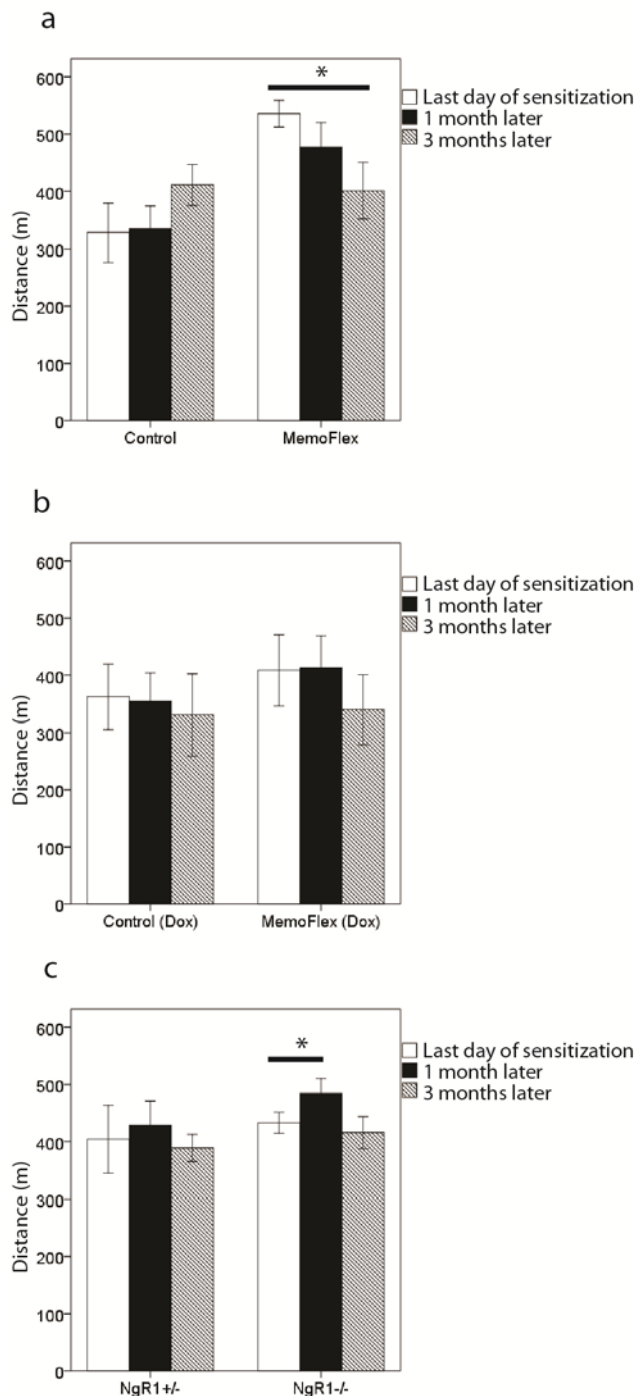 a
*
600
500
400
300
200
100
0
Distance (m)
Control
MemoFlex
Last day of sensitization
1 month later
3 months later
b
600
500
400
300
200
100
0
Distance (m)
Control (Dox)
MemoFlex (Dox)
Last day of sensitization
1 month later
3 months later
c
*
600
500
400
300
200
100
0
Distance (m)
NgR1+/-
NgR1-/-
Last day of sensitization
1 month later
3 months later